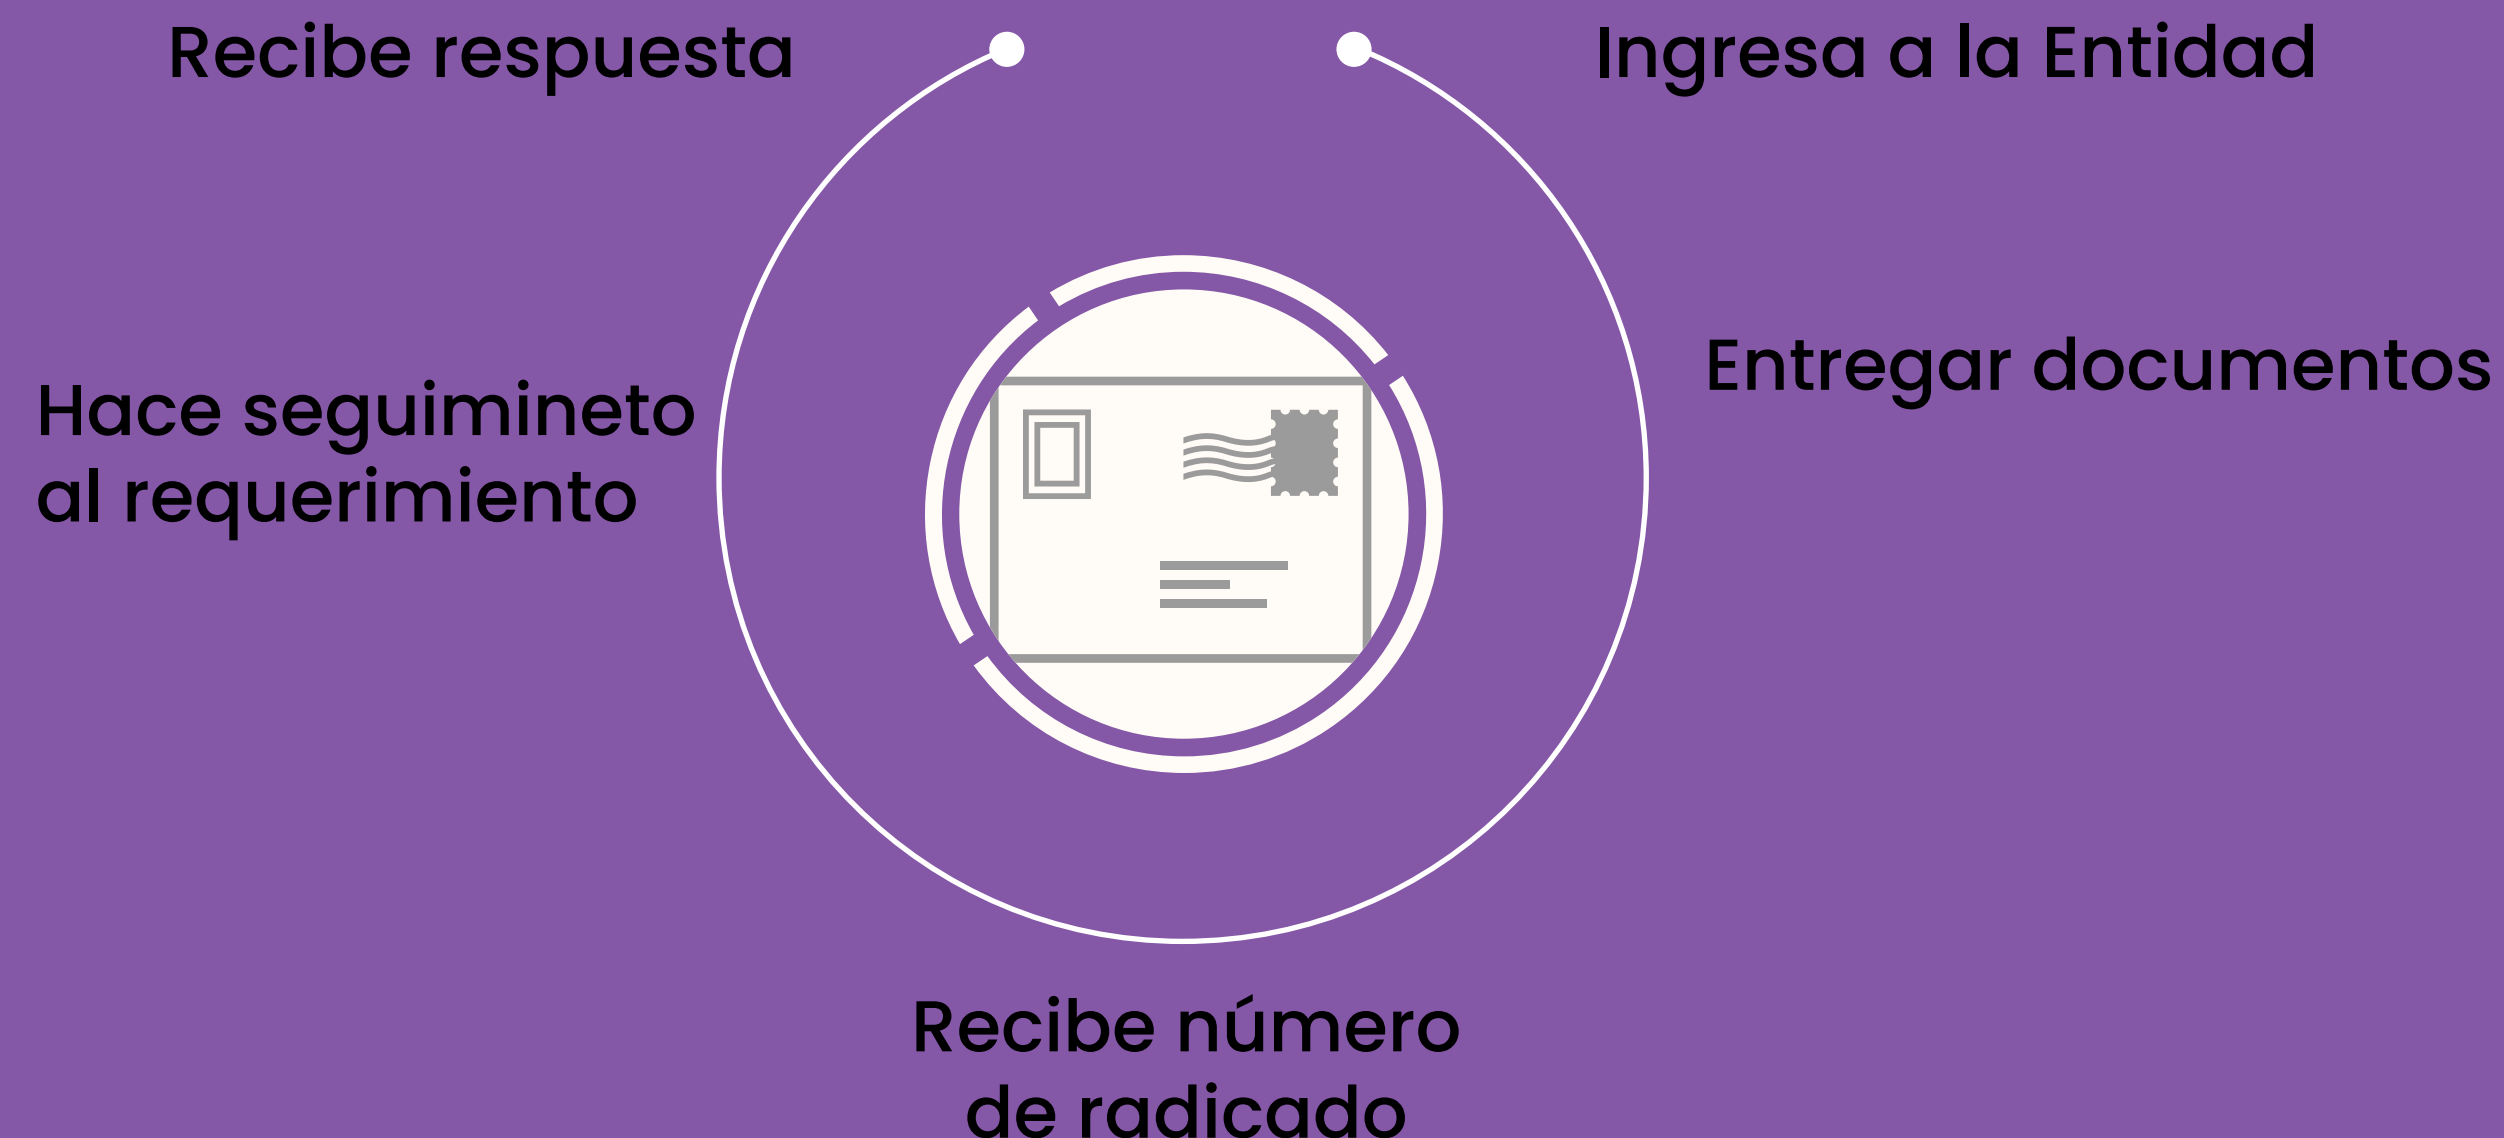 Recibe respuesta
Ingresa a la Entidad
Entregar documentos
Hace seguimineto
al requerimiento
Recibe número
de radicado